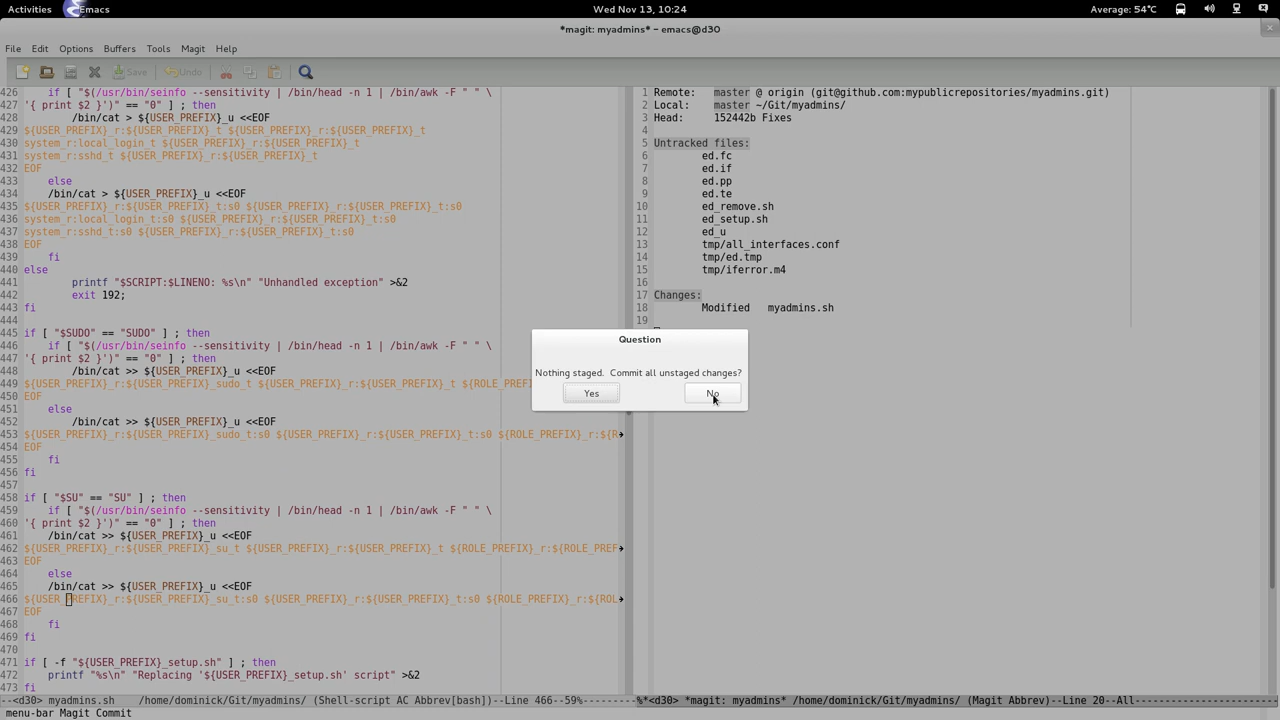 Activities Emacs Wed Nov 13, 10:24 Average: 54°C
*magit: myadmins* – emacs@d30
File Edit Options Buffers Tools Magit Help
Save Undo
426     if [ "$(/usr/bin/seinfo --sensitivity | /bin/head -n 1 | /bin/awk -F " " \
427 '{ print $2 }')" == "0" ] ; then
428         /bin/cat > ${USER_PREFIX}_u <<EOF
429 ${USER_PREFIX}_r:${USER_PREFIX}_t ${USER_PREFIX}_r:${USER_PREFIX}_t
430 system_r:local_login_t ${USER_PREFIX}_r:${USER_PREFIX}_t
431 system_r:sshd_t ${USER_PREFIX}_r:${USER_PREFIX}_t
432 EOF
433     else
434     /bin/cat > ${USER_PREFIX}_u <<EOF
435 ${USER_PREFIX}_r:${USER_PREFIX}_t:s0 ${USER_PREFIX}_r:${USER_PREFIX}_t:s0
436 system_r:local_login_t:s0 ${USER_PREFIX}_r:${USER_PREFIX}_t:s0
437 system_r:sshd_t:s0 ${USER_PREFIX}_r:${USER_PREFIX}_t:s0
438 EOF
439     fi
440 else
441         printf "$SCRIPT:$LINENO: %s\n" "Unhandled exception" >&2
442         exit 192;
443 fi
444
445 if [ "$SUDO" == "SUDO" ] ; then
446     if [ "$(/usr/bin/seinfo --sensitivity | /bin/head -n 1 | /bin/awk -F " " \
447 '{ print $2 }')" == "0" ] ; then
448     /bin/cat >> ${USER_PREFIX}_u <<EOF
449 ${USER_PREFIX}_r:${USER_PREFIX}_sudo_t ${USER_PREFIX}_r:${USER_PREFIX}_t ${ROLE_PREFI
450 EOF
451     else
452     /bin/cat >> ${USER_PREFIX}_u <<EOF
453 ${USER_PREFIX}_r:${USER_PREFIX}_sudo_t:s0 ${USER_PREFIX}_r:${USER_PREFIX}_t:s0 ${ROLE_PREFIX}_r:${R
454 EOF
455     fi
456 fi
457
458 if [ "$SU" == "SU" ] ; then
459     if [ "$(/usr/bin/seinfo --sensitivity | /bin/head -n 1 | /bin/awk -F " " \
460 '{ print $2 }')" == "0" ] ; then
461     /bin/cat >> ${USER_PREFIX}_u <<EOF
462 ${USER_PREFIX}_r:${USER_PREFIX}_su_t ${USER_PREFIX}_r:${USER_PREFIX}_t ${ROLE_PREFIX}_r:${ROLE_PREF
463 EOF
464     else
465     /bin/cat >> ${USER_PREFIX}_u <<EOF
466 ${USER_PREFIX}_r:${USER_PREFIX}_su_t:s0 ${USER_PREFIX}_r:${USER_PREFIX}_t:s0 ${ROLE_PREFIX}_r:${ROL
467 EOF
468     fi
469 fi
470
471 if [ -f "${USER_PREFIX}_setup.sh" ] ; then
472   printf "%s\n" "Replacing '${USER_PREFIX}_setup.sh' script" >&2
473 fi
1 Remote:   master @ origin (git@github.com:mypublicrepositories/myadmins.git)
2 Local:    master ~/Git/myadmins/
3 Head:     152442b Fixes
4
5 Untracked files:
6         ed.fc
7         ed.if
8         ed.pp
9         ed.te
10         ed_remove.sh
11         ed_setup.sh
12         ed_u
13         tmp/all_interfaces.conf
14         tmp/ed.tmp
15         tmp/iferror.m4
16
17 Changes:
18         Modified   myadmins.sh
19
Question
Nothing staged.  Commit all unstaged changes?
Yes No
--<d30> myadmins.sh    /home/dominick/Git/myadmins/ (Shell-script AC Abbrev[bash])--Line 466--59%---------
%*<d30> *magit: myadmins* /home/dominick/Git/myadmins/ (Magit Abbrev)--Line 20--All------------------------
menu-bar Magit Commit